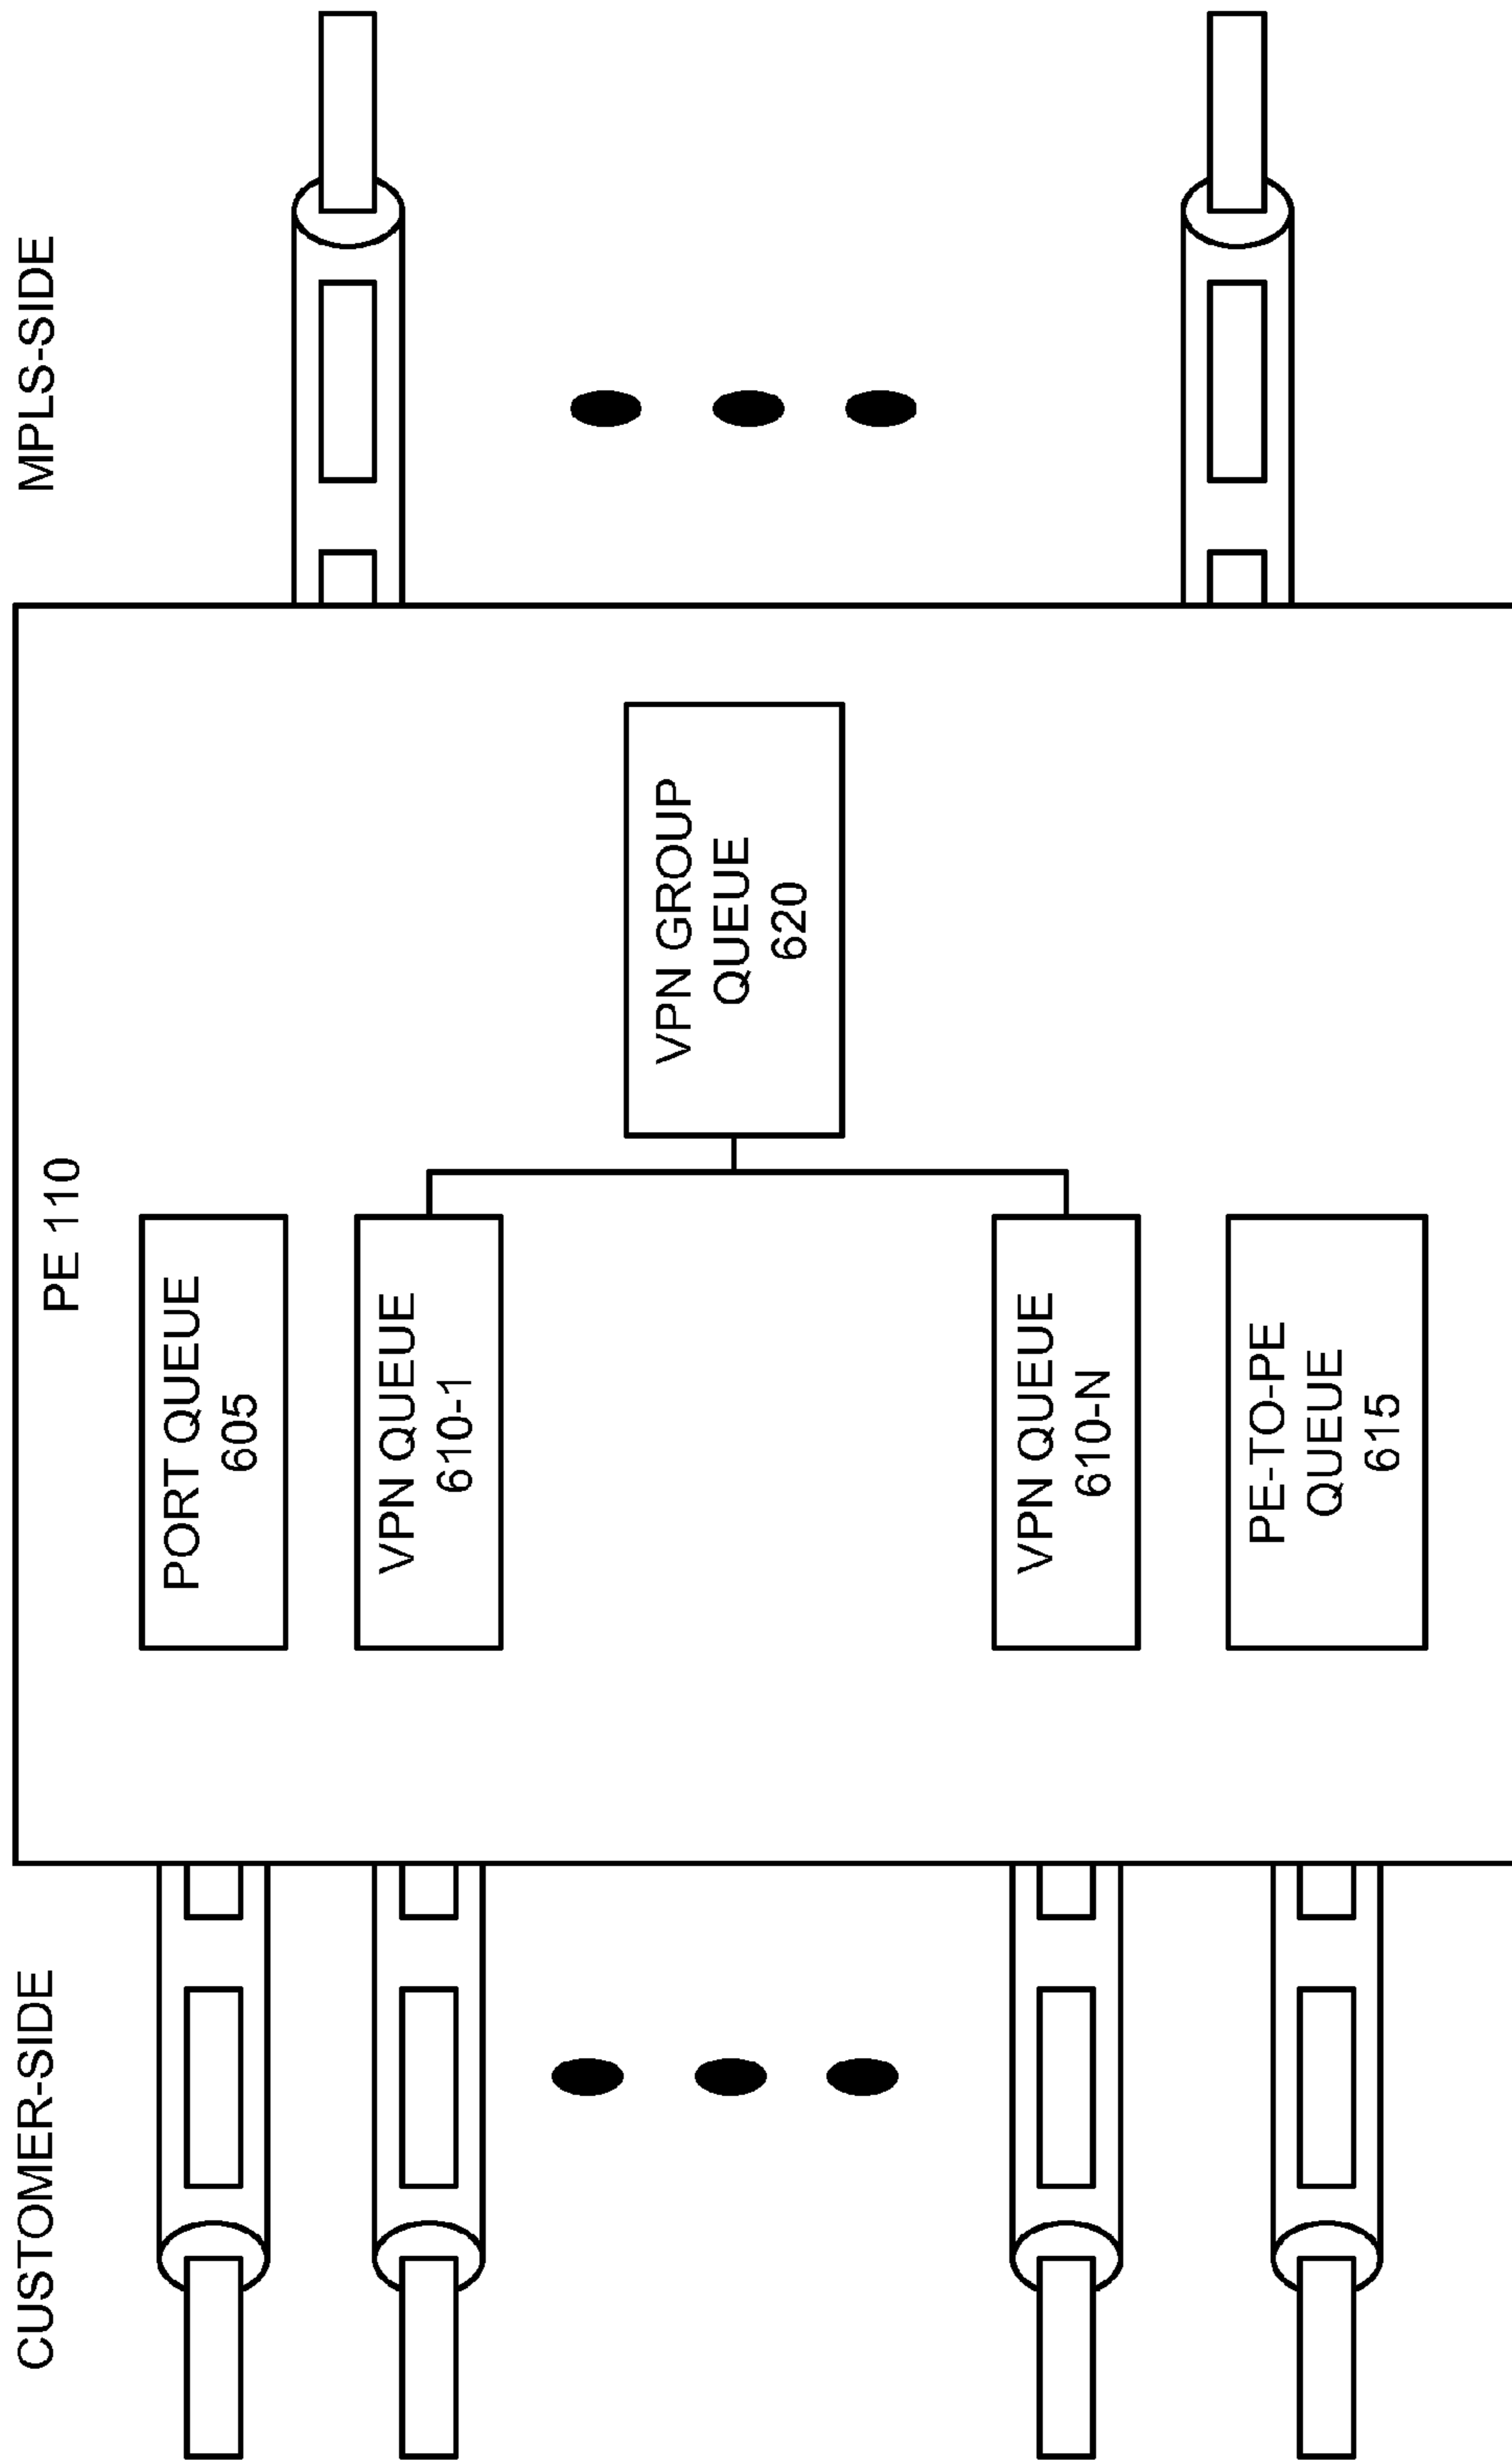 CUSTOMER-SIDE
PE 110
MPLS-SIDE
PORT QUEUE
605
VPN QUEUE
610-1
VPN GROUP
QUEUE
620
VPN QUEUE
610-N
PE-TO-PE
QUEUE
615